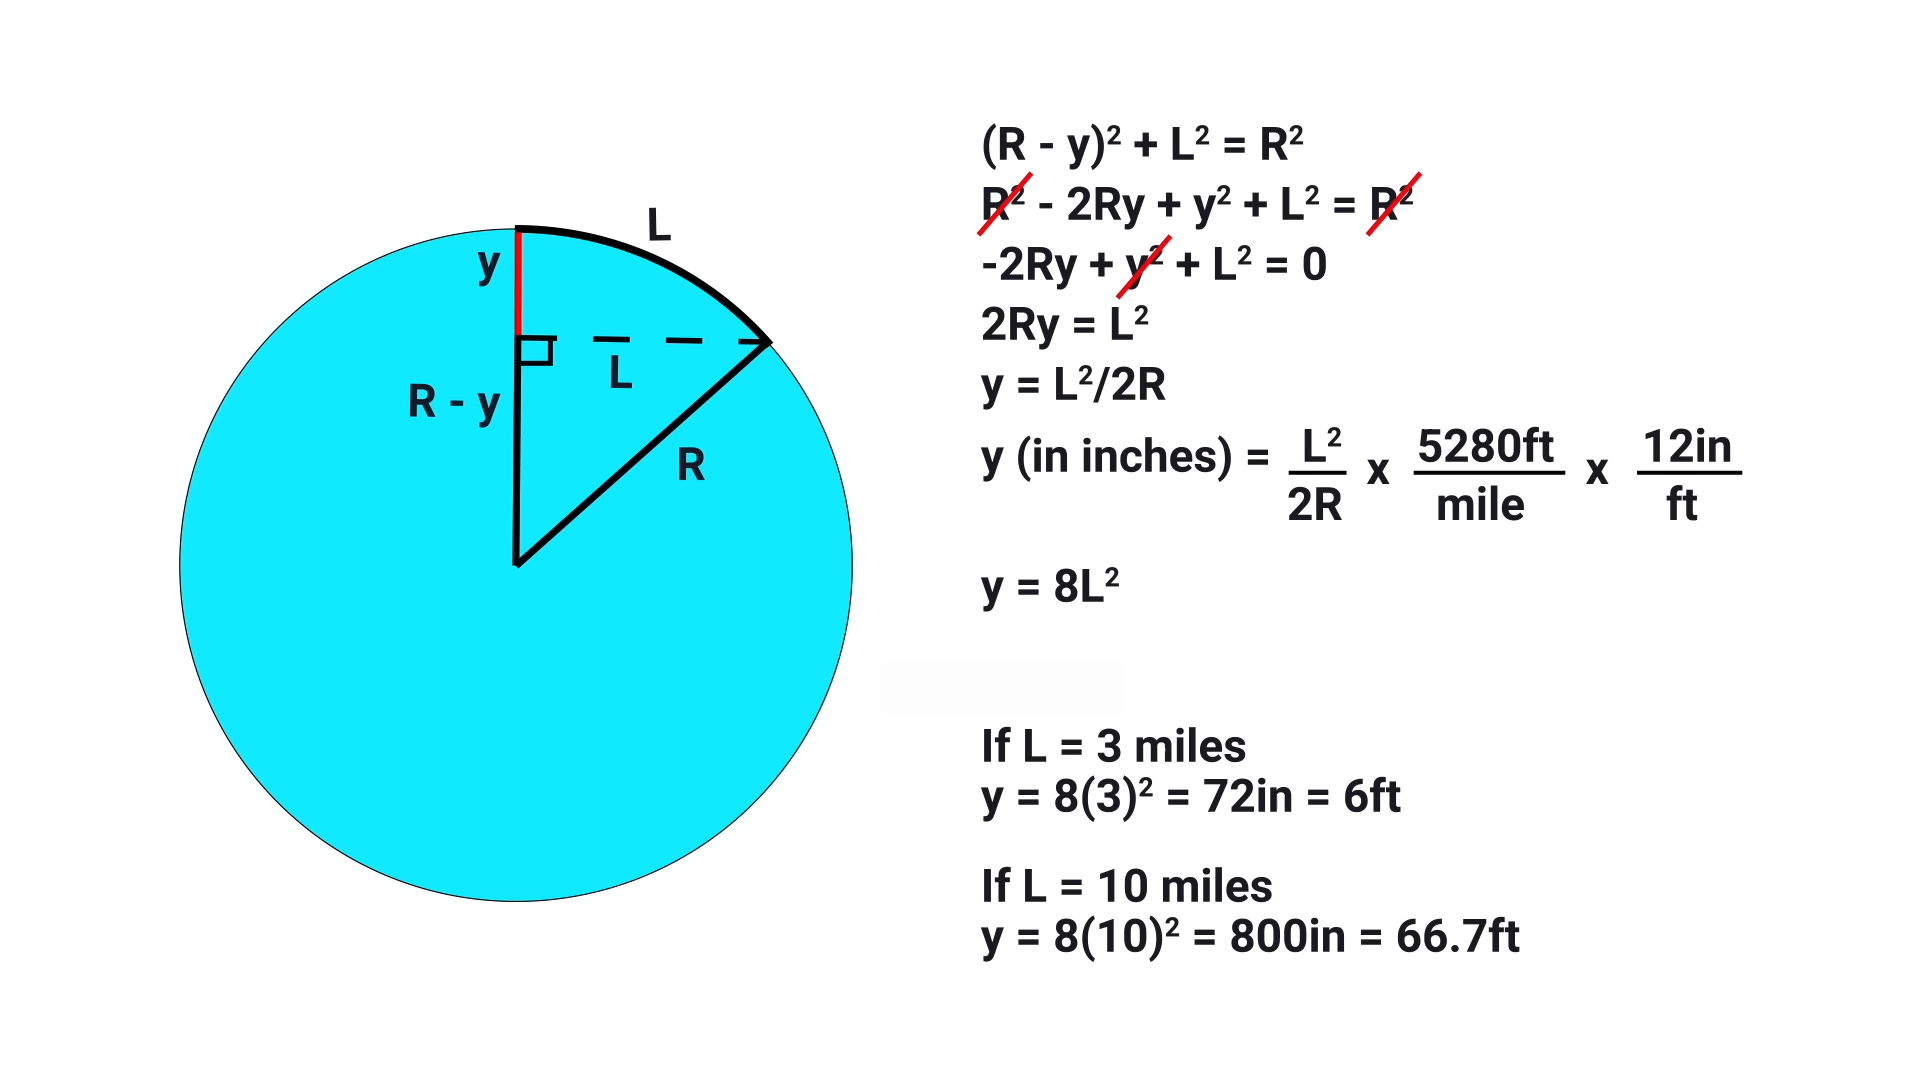 L
y
L
R - y
R
(R - y)² + L² = R²
R² - 2Ry + y² + L² = R²
-2Ry + y² + L² = 0
2Ry = L²
y = L²/2R
y (in inches) = L²/2R x 5280ft/mile x 12in/ft
y = 8L²
If L = 3 miles
y = 8(3)² = 72in = 6ft
If L = 10 miles
y = 8(10)² = 800in = 66.7ft